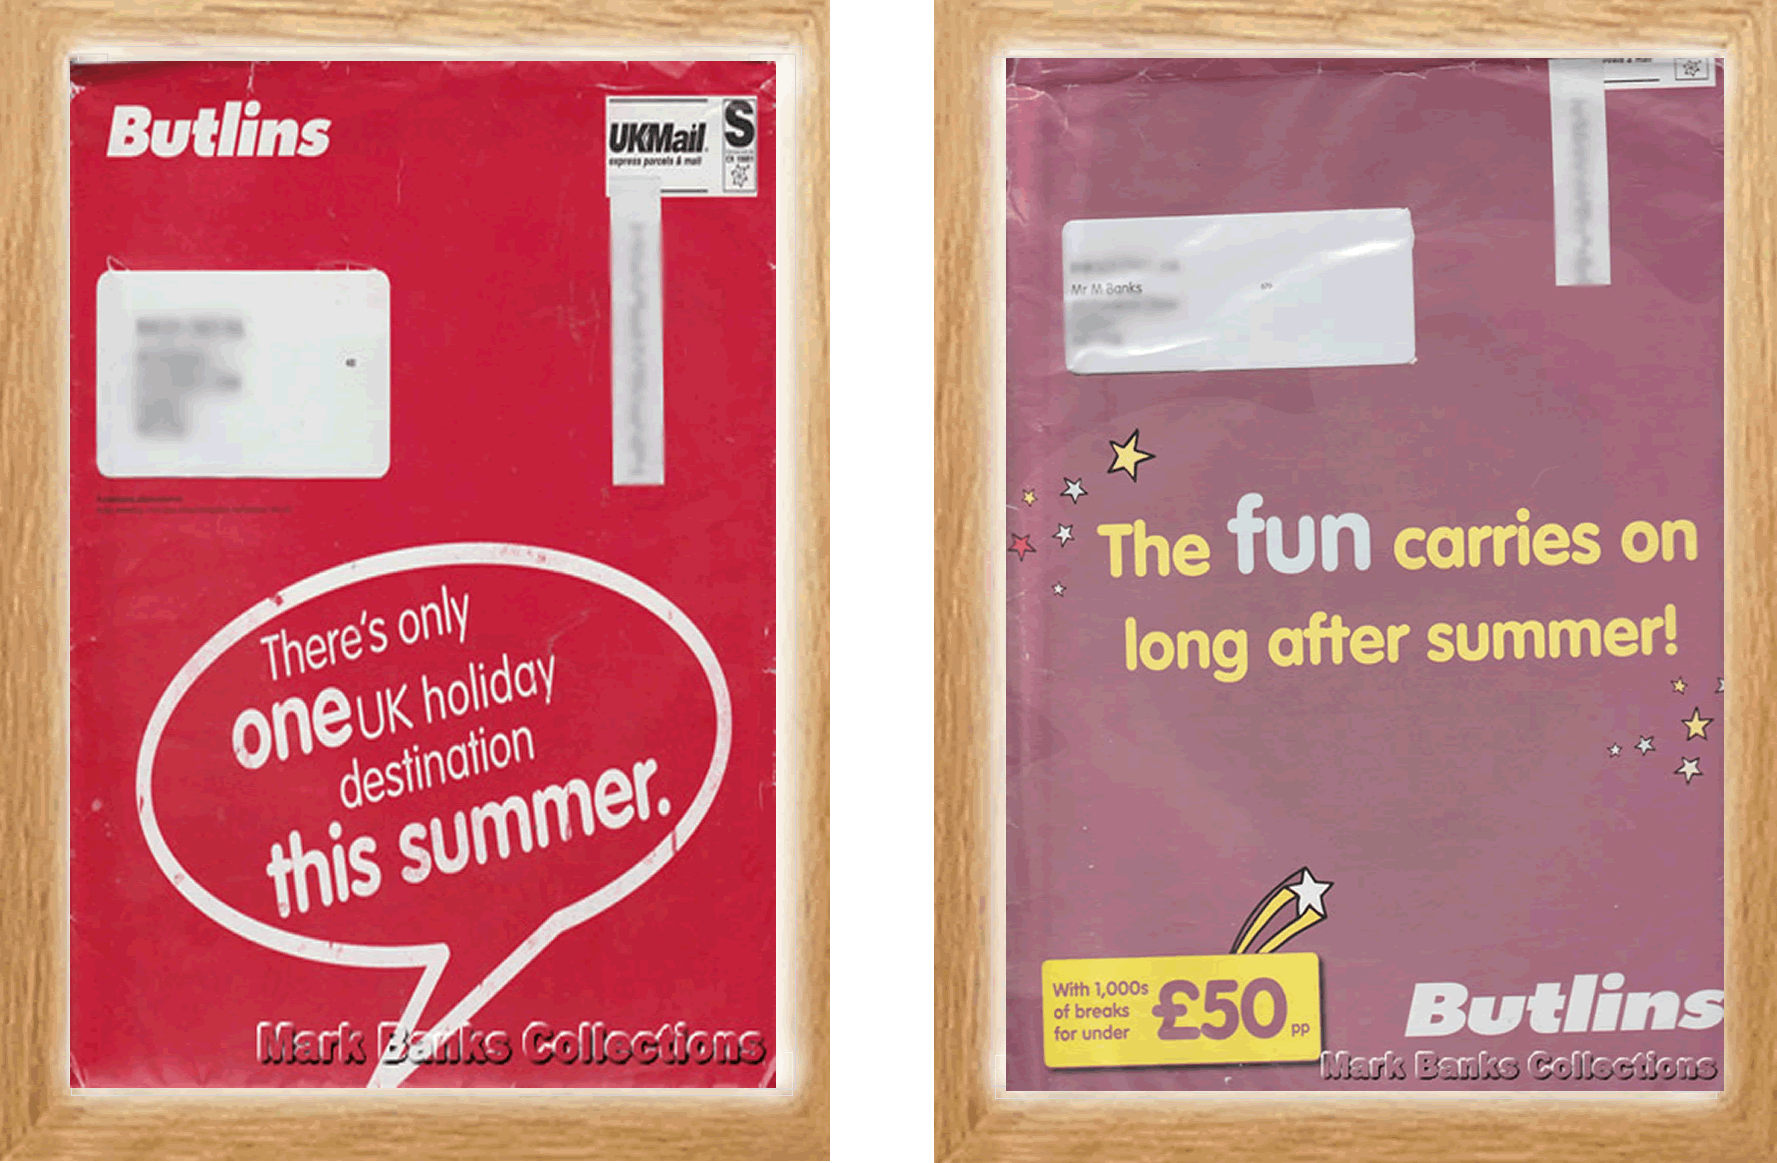 Butlins
UKMail
express parcels & mail
S
There's only
one UK holiday
destination
this summer.
Mark Banks Collections
Mr M Banks
The fun carries on
long after summer!
With 1,000s
of breaks
for under
£50
pp
Butlins
Mark Banks Collections